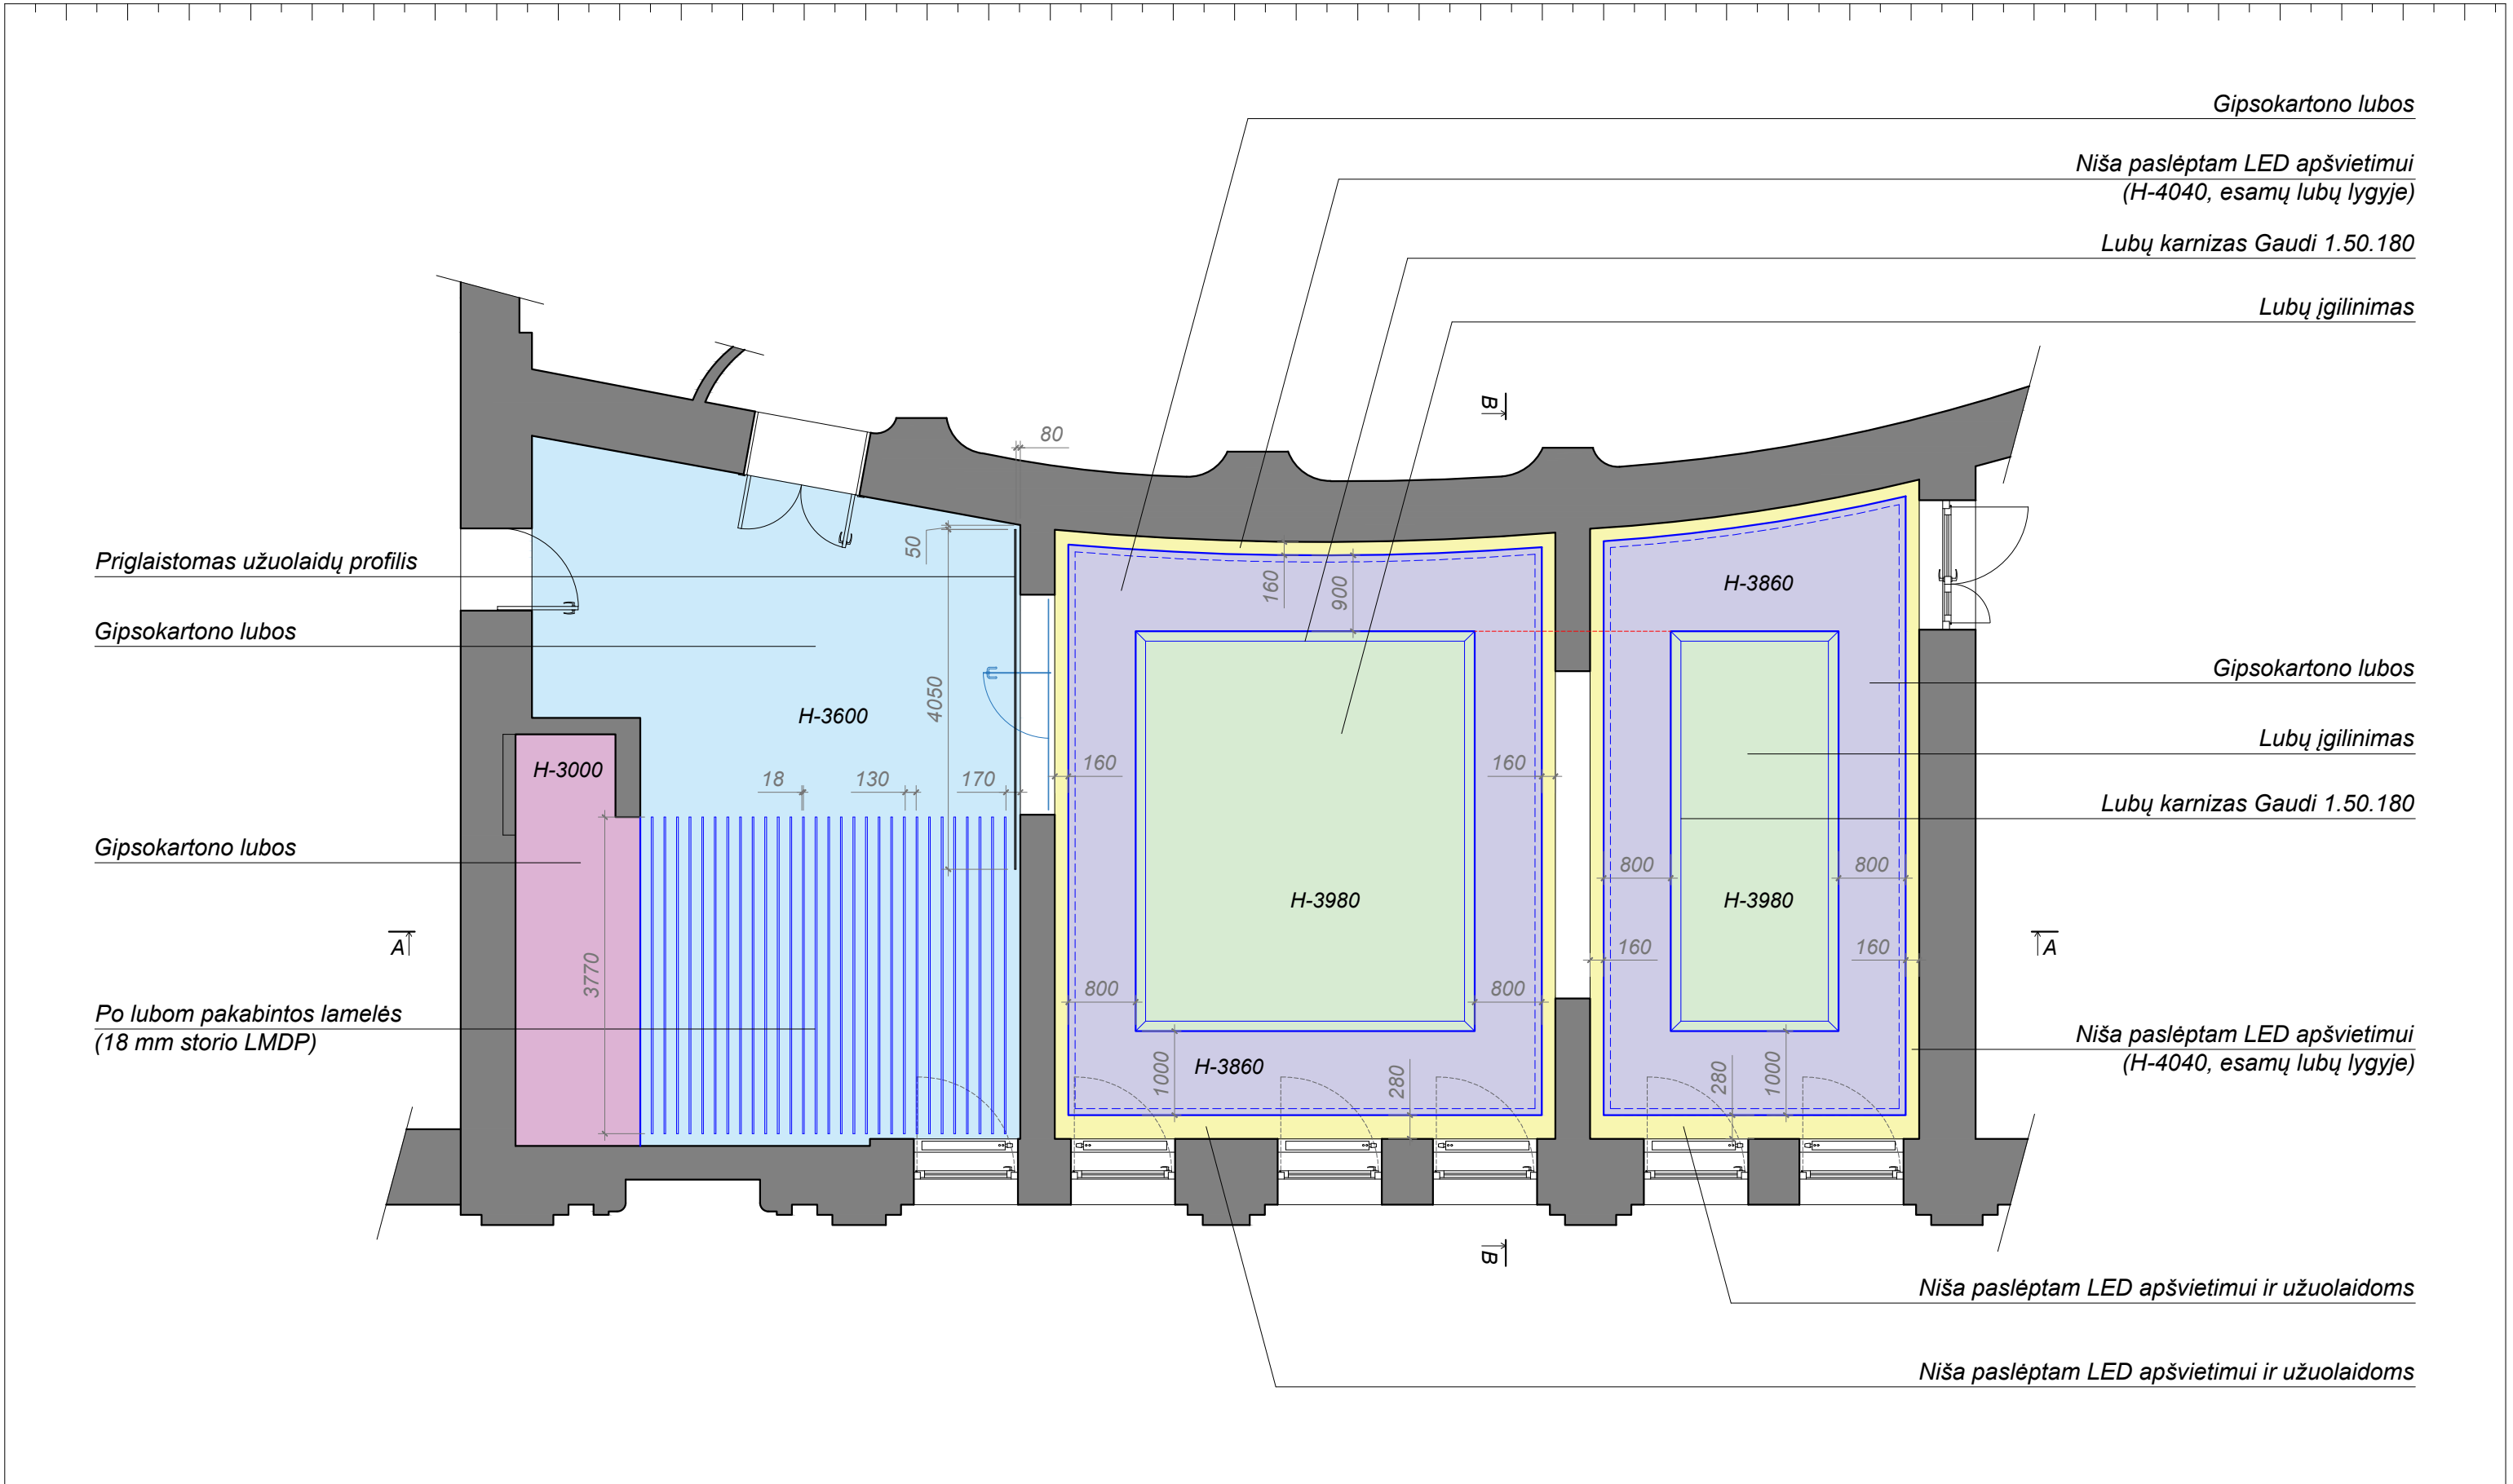 Gipsokartono lubos
Niša paslėptam LED apšvietimui
(H-4040, esamų lubų lygyje)
Lubų karnizas Gaudi 1.50.180
Lubų įgilinimas
B
80
50
Priglaistomas užuolaidų profilis
160
900
H-3860
Gipsokartono lubos
Gipsokartono lubos
4050
H-3600
Lubų įgilinimas
H-3000
18
130
170
160
160
Lubų karnizas Gaudi 1.50.180
Gipsokartono lubos
800
800
H-3980
H-3980
A
160
160
A
3770
800
800
Po lubom pakabintos lamelės
(18 mm storio LMDP)
Niša paslėptam LED apšvietimui
(H-4040, esamų lubų lygyje)
1000
H-3860
280
280
1000
B
Niša paslėptam LED apšvietimui ir užuolaidoms
Niša paslėptam LED apšvietimui ir užuolaidoms